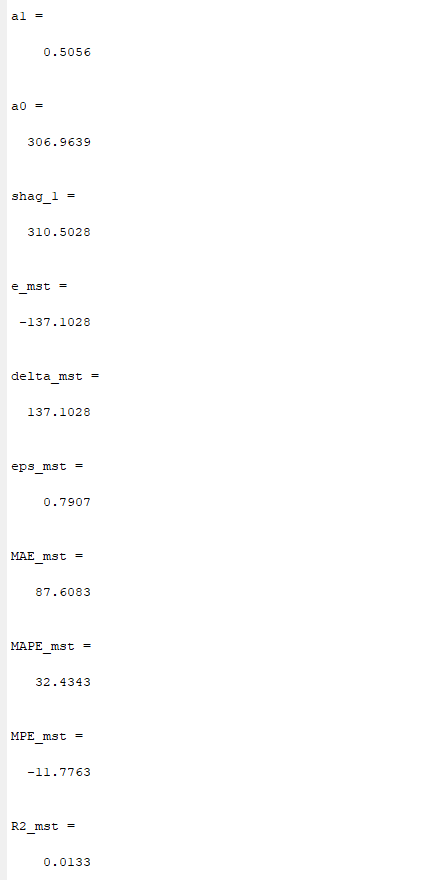 a1 =
0.5056
a0 =
306.9639
shag_1 =
310.5028
e_mst =
-137.1028
delta_mst =
137.1028
eps_mst =
0.7907
MAE_mst =
87.6083
MAPE_mst =
32.4343
MPE_mst =
-11.7763
R2_mst =
0.0133